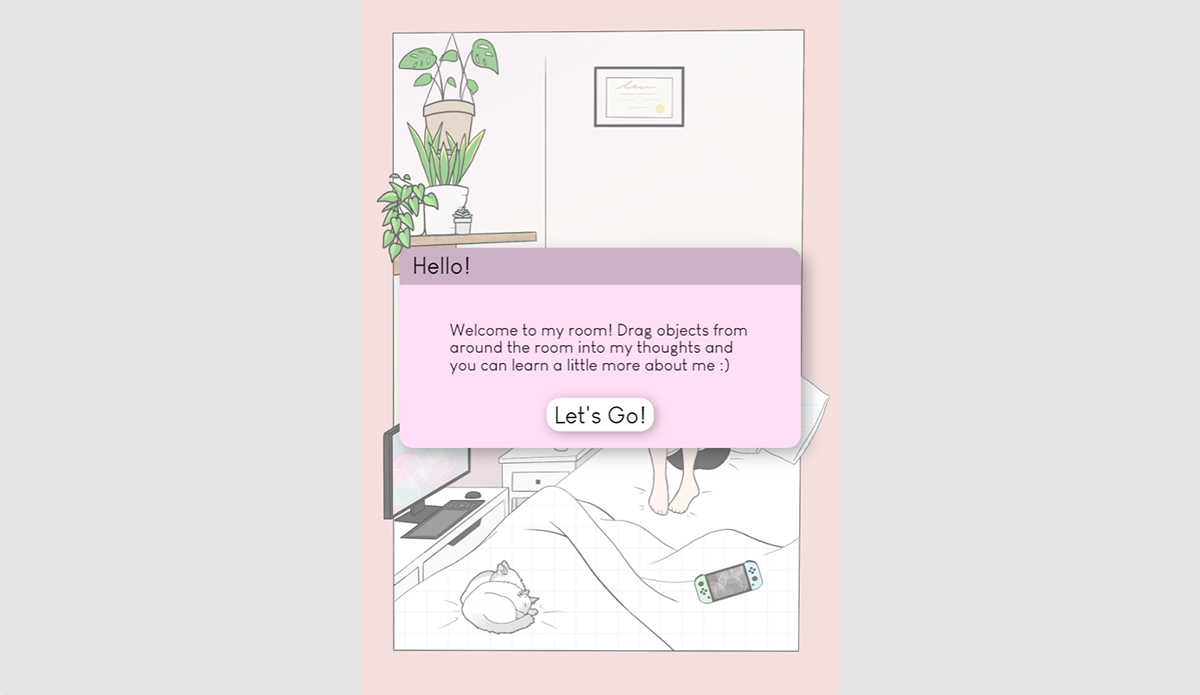 Hello!
Welcome to my room! Drag objects from
around the room into my thoughts and
you can learn a little more about me :)
Let's Go!